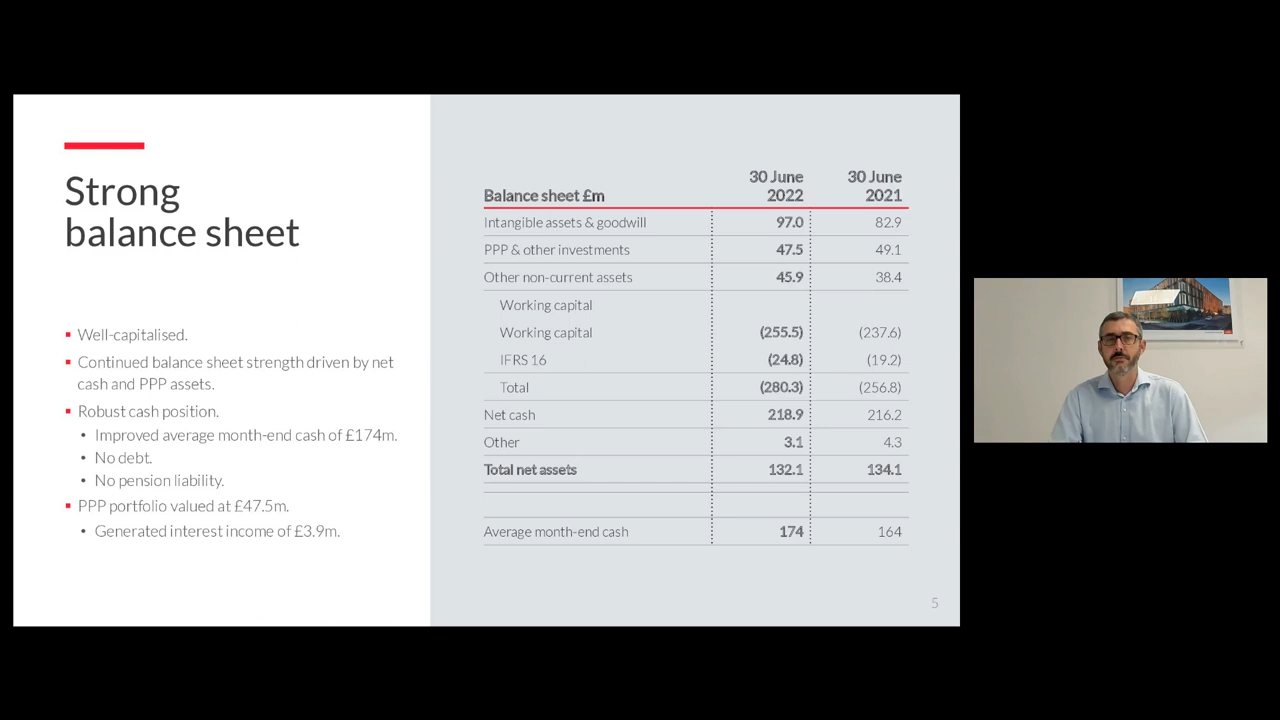 Strong
balance sheet
Well-capitalised.
Continued balance sheet strength driven by net
cash and PPP assets.
Robust cash position.
Improved average month-end cash of £174m.
No debt.
No pension liability.
PPP portfolio valued at £47.5m.
Generated interest income of £3.9m.
30 June 30 June
Balance sheet £m 2022 2021
Intangible assets & goodwill 97.0 82.9
PPP & other investments 47.5 49.1
Other non-current assets 45.9 38.4
Working capital
Working capital (255.5) (237.6)
IFRS 16 (24.8) (19.2)
Total (280.3) (256.8)
Net cash 218.9 216.2
Other 3.1 4.3
Total net assets 132.1 134.1
Average month-end cash 174 164
5